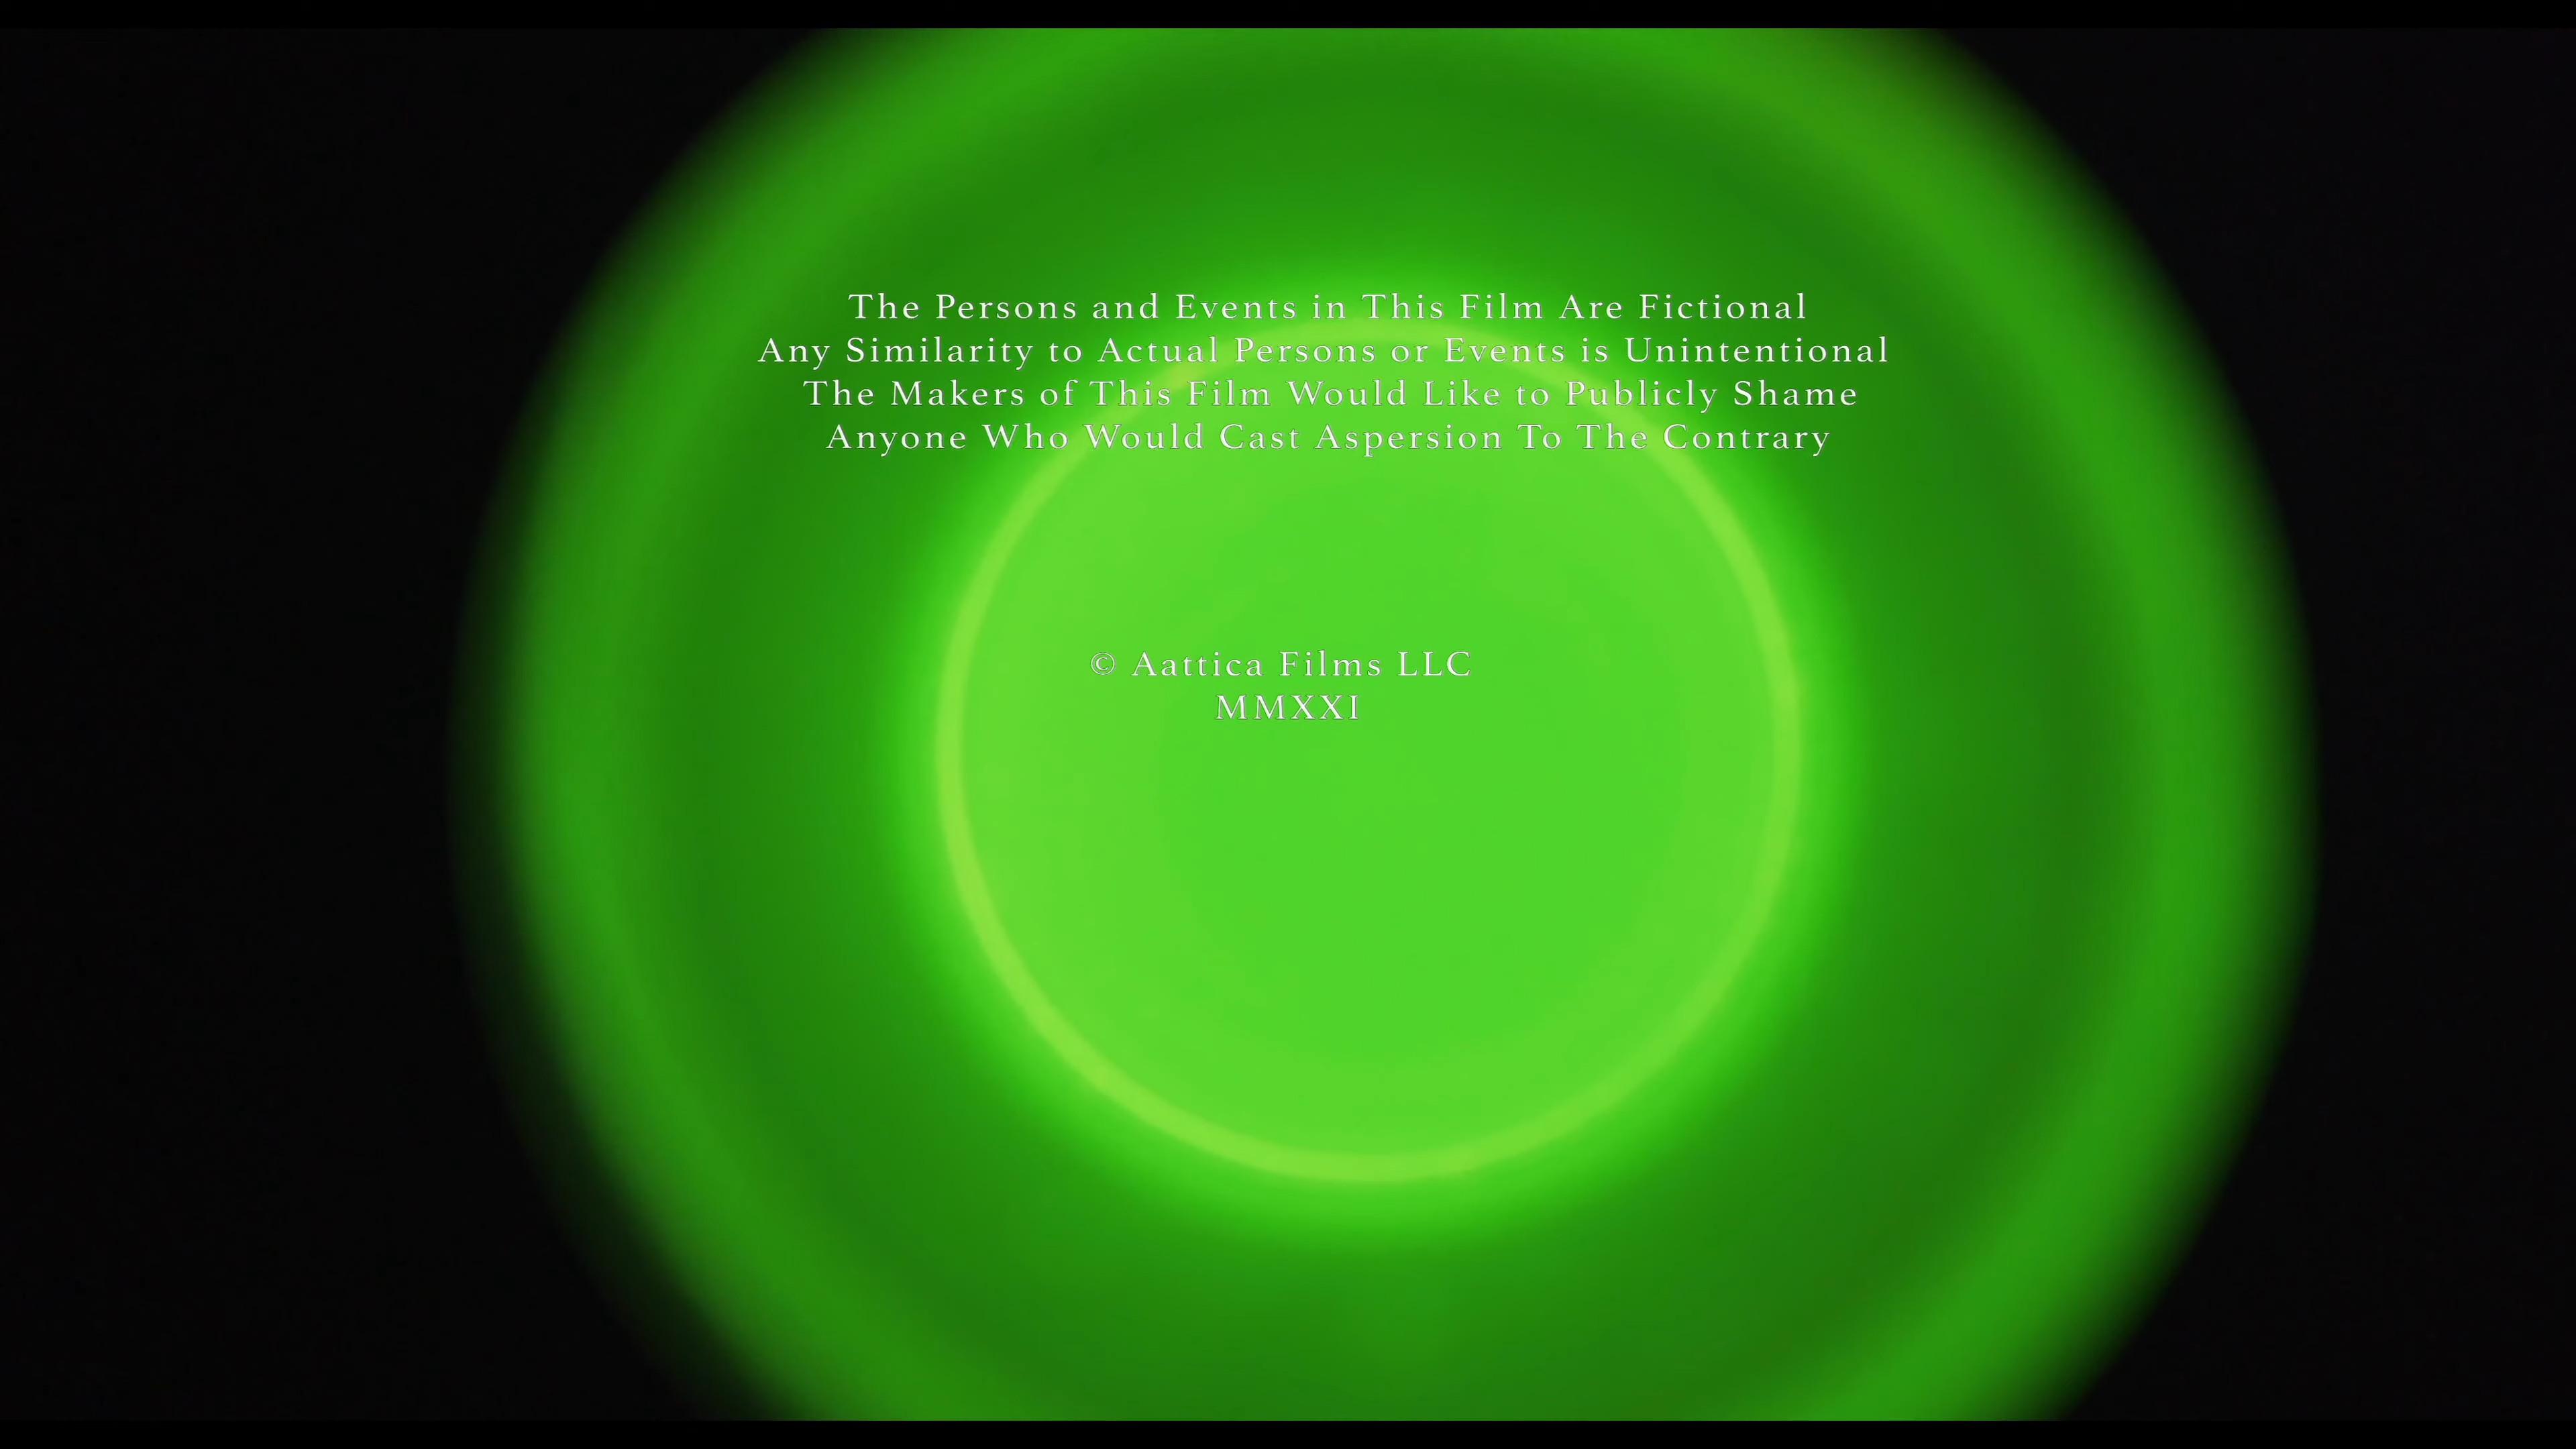 The Persons and Events in This Film Are Fictional
Any Similarity to Actual Persons or Events is Unintentional
The Makers of This Film Would Like to Publicly Shame
Anyone Who Would Cast Aspersion To The Contrary
© Aattica Films LLC
MMXXI